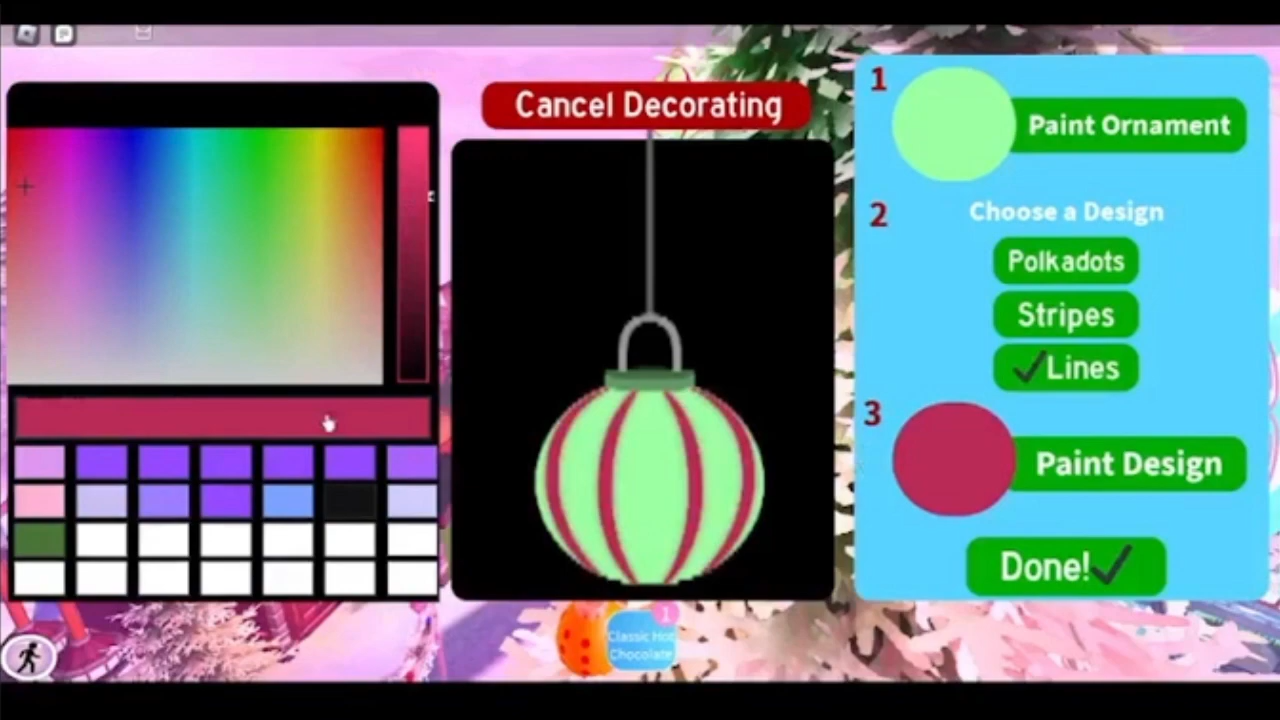 Cancel Decorating
1
Paint Ornament
2
Choose a Design
Polkadots
Stripes
Lines
3
Paint Design
Done!
1
Classic Hot
Chocolate